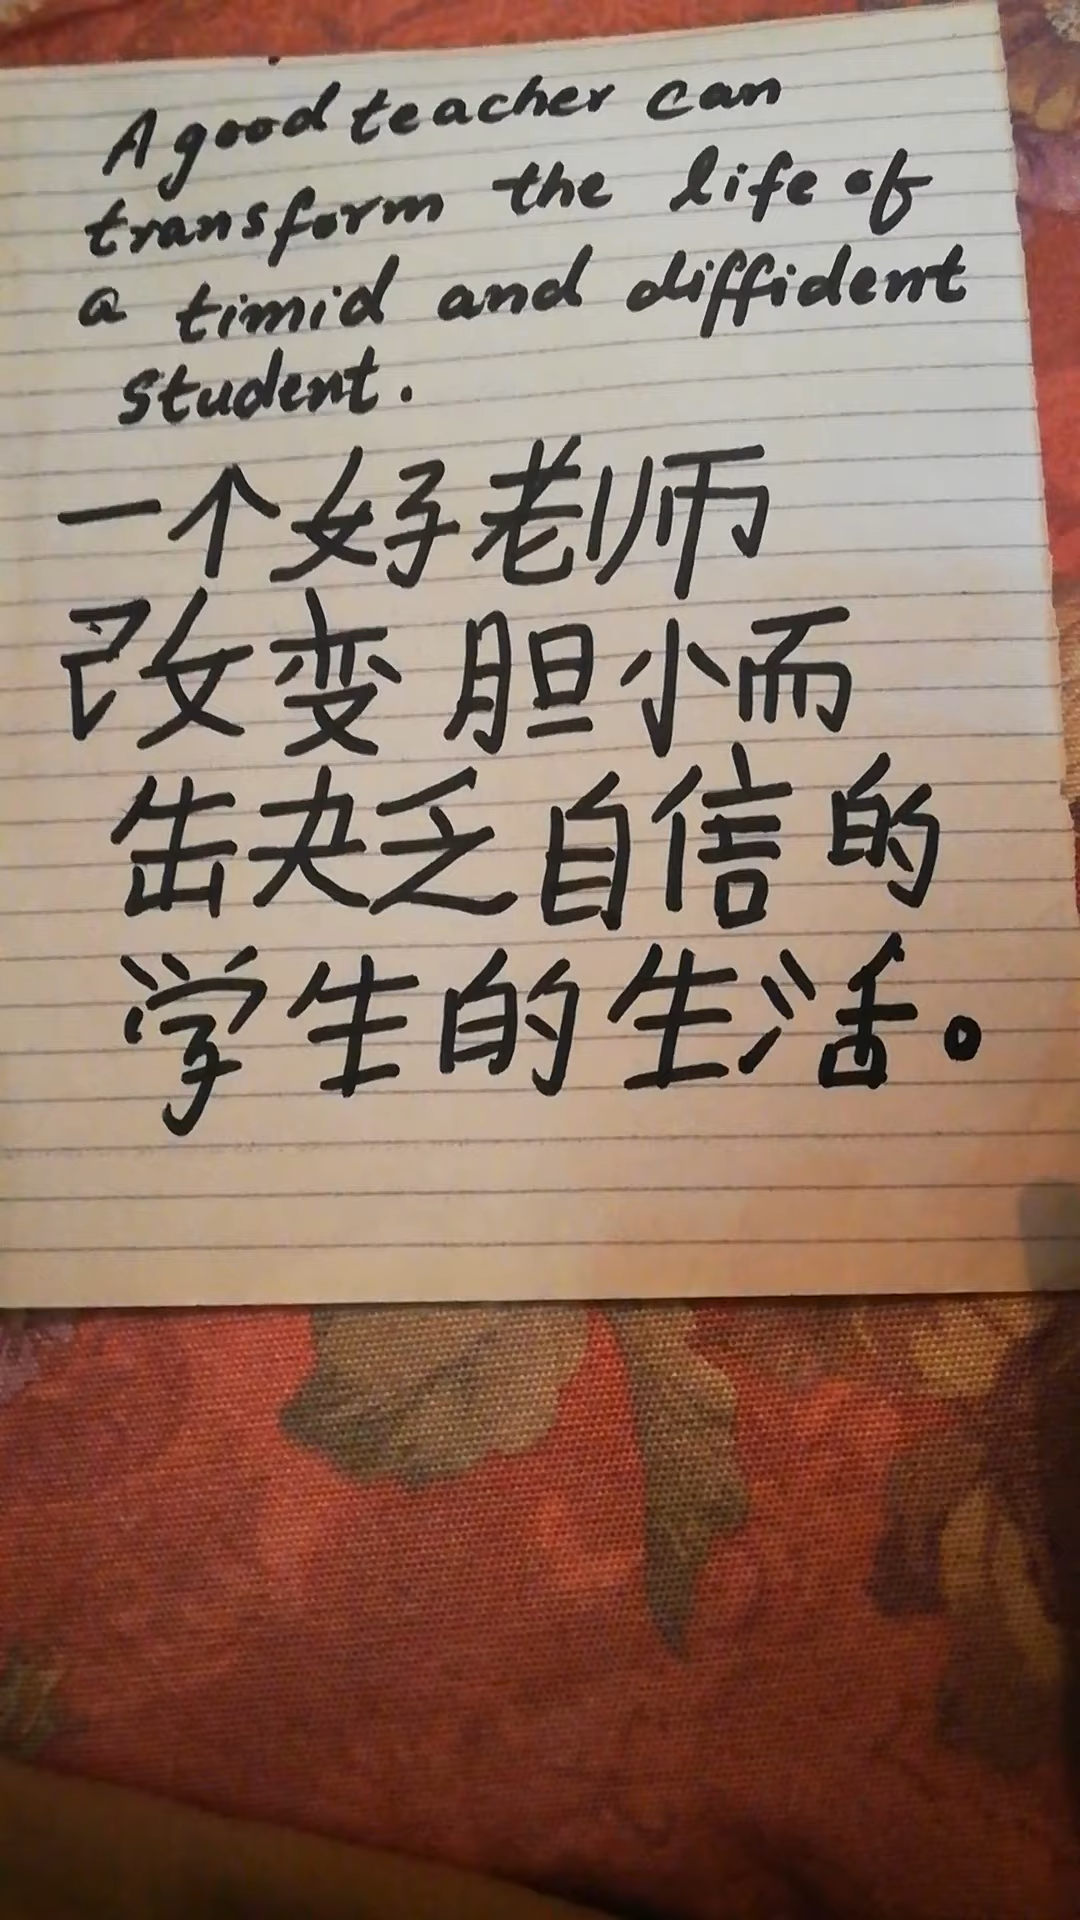 A good teacher can
transform the life of
a timid and diffident
student.
一个好老师
改变胆小而
缺乏自信的
学生的生活。